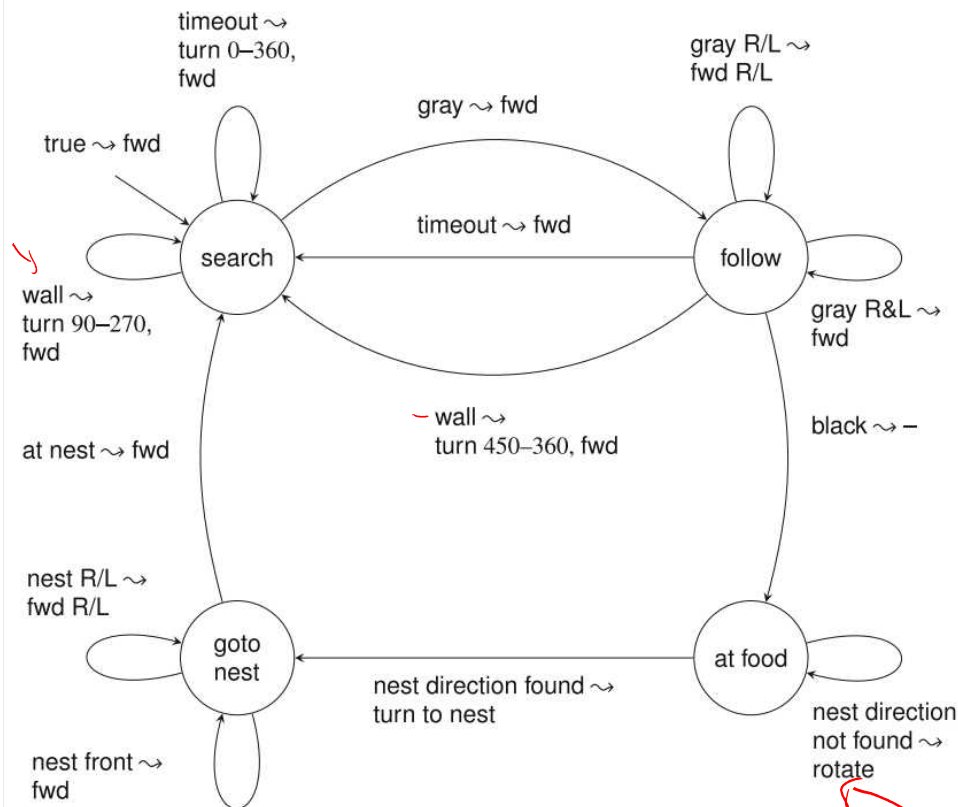 timeout ⤳
turn 0–360,
fwd
gray R/L ⤳
fwd R/L
gray ⤳ fwd
true ⤳ fwd
timeout ⤳ fwd
search
follow
wall ⤳
turn 90–270,
fwd
gray R&L ⤳
fwd
wall ⤳
turn 450–360, fwd
black ⤳ –
at nest ⤳ fwd
nest R/L ⤳
fwd R/L
goto
nest
at food
nest direction found ⤳
turn to nest
nest direction
not found ⤳
rotate
nest front ⤳
fwd